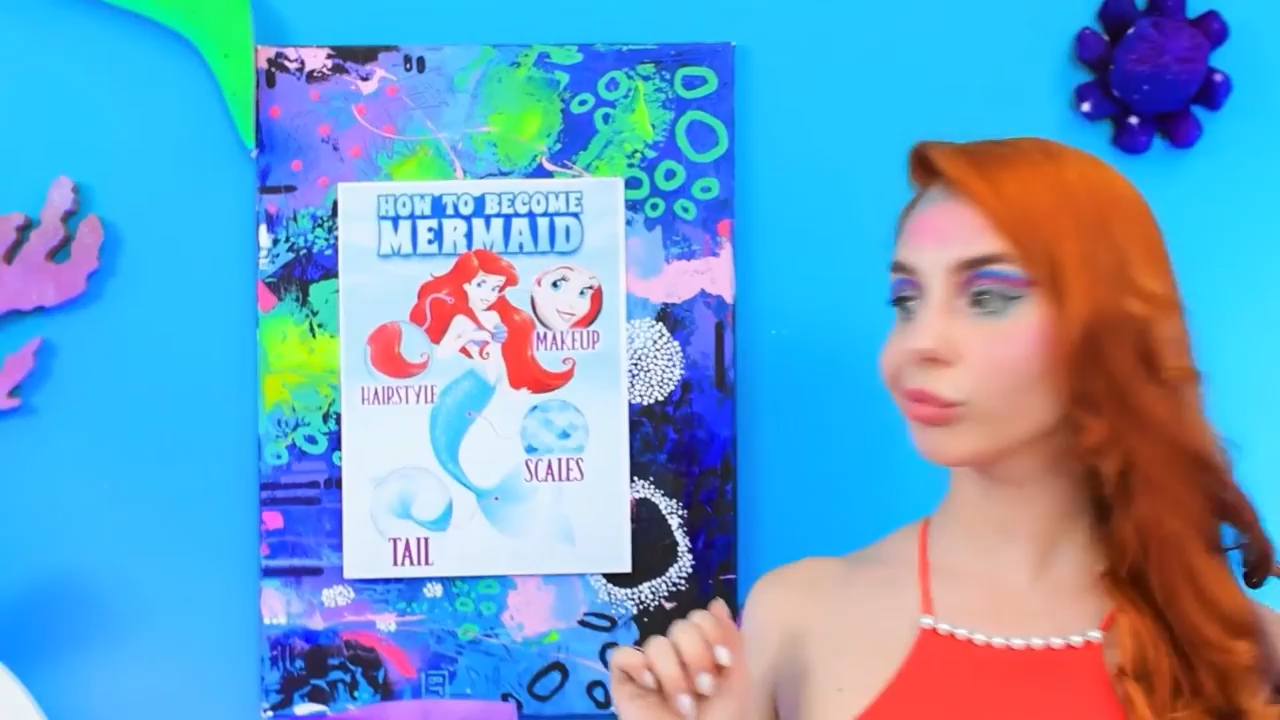 HOW TO BECOME
MERMAID
MAKEUP
HAIRSTYLE
SCALES
TAIL